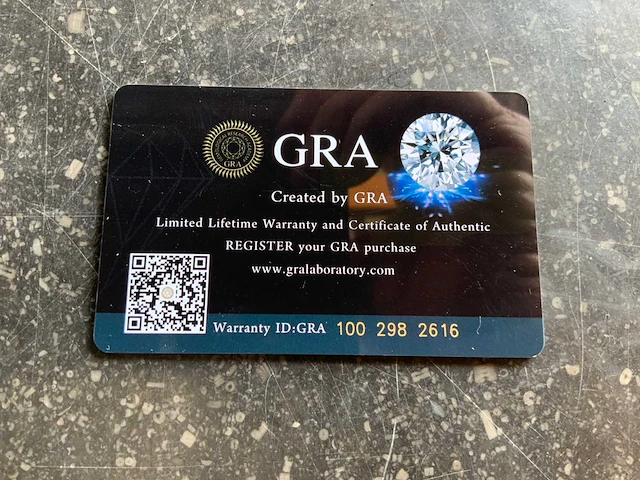 GRA
GRA
Created by GRA
Limited Lifetime Warranty and Certificate of Authentic
REGISTER your GRA purchase
www.gralaboratory.com
Warranty ID:GRA 100 298 2616